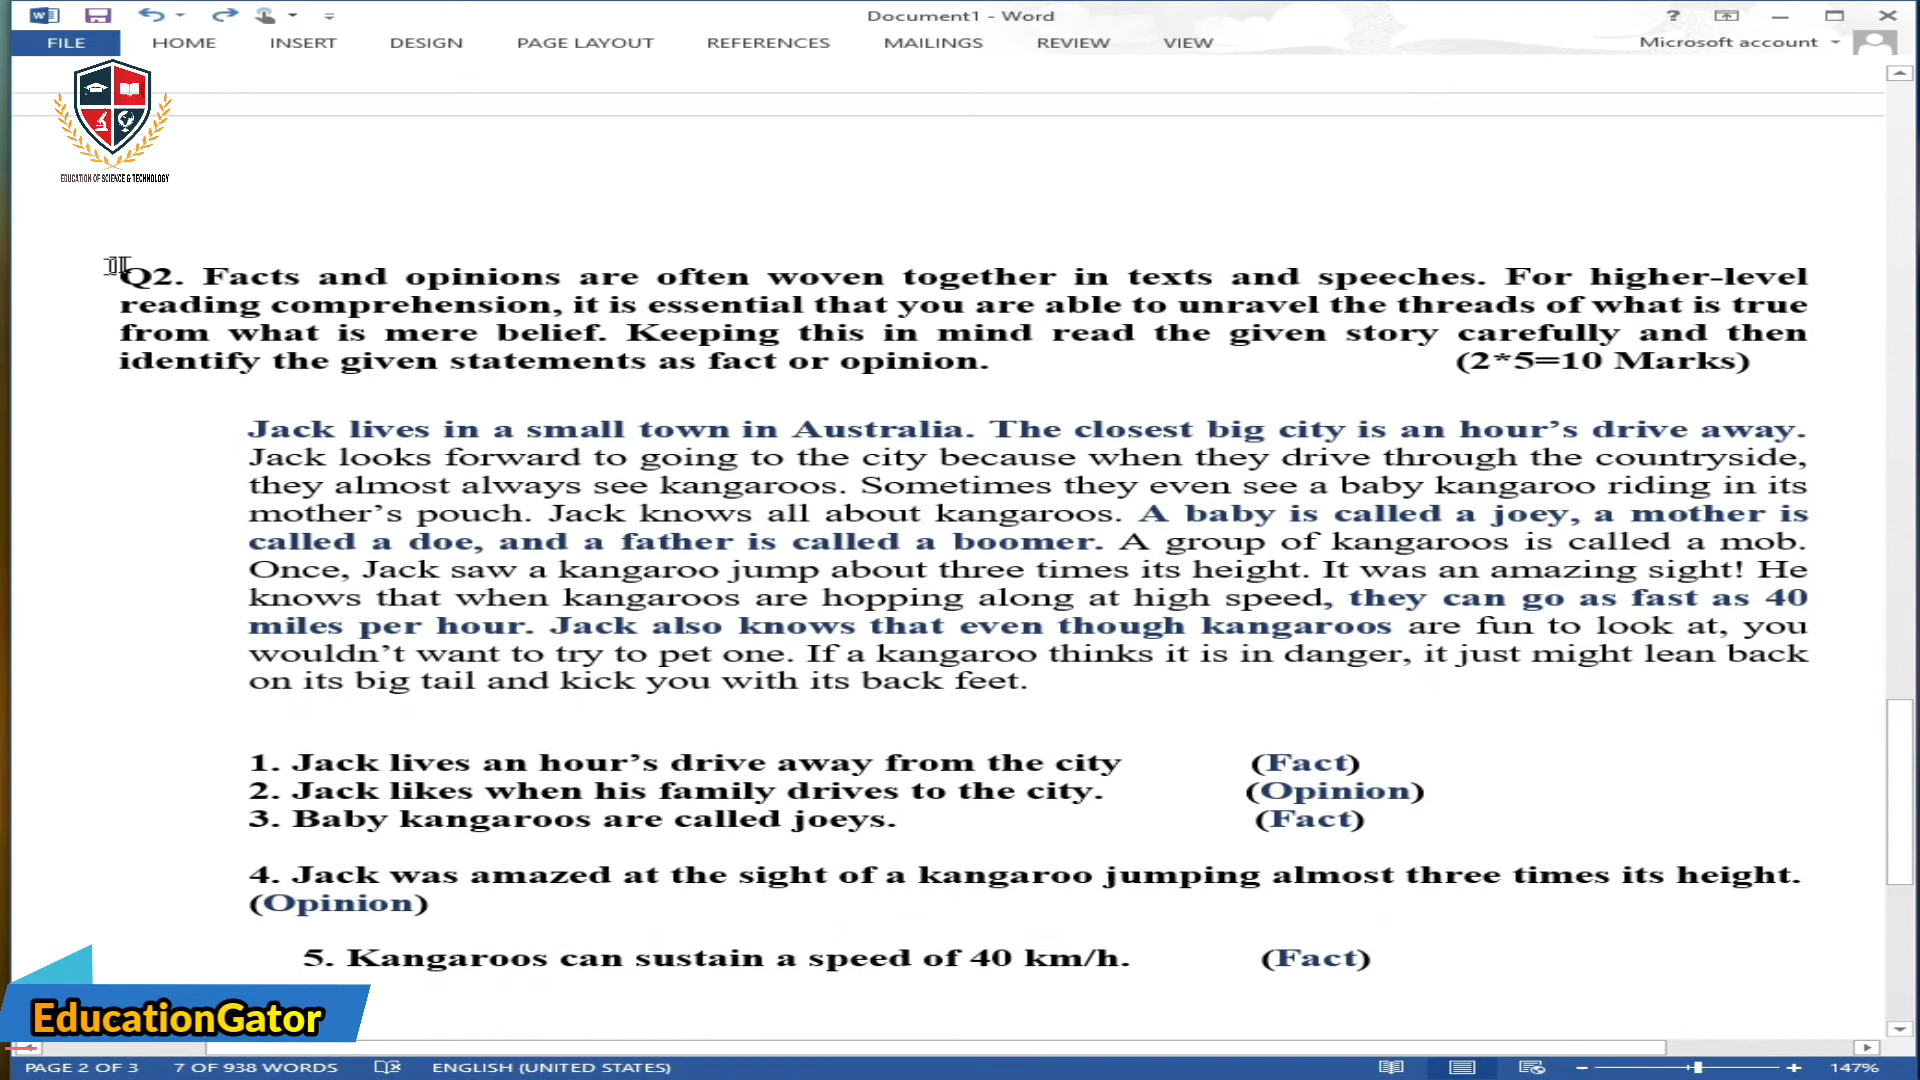 Document1 - Word
FILE HOME INSERT DESIGN PAGE LAYOUT REFERENCES MAILINGS REVIEW VIEW Microsoft account
EDUCATION OF SCIENCE & TECHNOLOGY
Q2. Facts and opinions are often woven together in texts and speeches. For higher-level
reading comprehension, it is essential that you are able to unravel the threads of what is true
from what is mere belief. Keeping this in mind read the given story carefully and then
identify the given statements as fact or opinion. (2*5=10 Marks)
Jack lives in a small town in Australia. The closest big city is an hour’s drive away.
Jack looks forward to going to the city because when they drive through the countryside,
they almost always see kangaroos. Sometimes they even see a baby kangaroo riding in its
mother’s pouch. Jack knows all about kangaroos. A baby is called a joey, a mother is
called a doe, and a father is called a boomer. A group of kangaroos is called a mob.
Once, Jack saw a kangaroo jump about three times its height. It was an amazing sight! He
knows that when kangaroos are hopping along at high speed, they can go as fast as 40
miles per hour. Jack also knows that even though kangaroos are fun to look at, you
wouldn’t want to try to pet one. If a kangaroo thinks it is in danger, it just might lean back
on its big tail and kick you with its back feet.
1. Jack lives an hour’s drive away from the city (Fact)
2. Jack likes when his family drives to the city. (Opinion)
3. Baby kangaroos are called joeys. (Fact)
4. Jack was amazed at the sight of a kangaroo jumping almost three times its height.
(Opinion)
5. Kangaroos can sustain a speed of 40 km/h. (Fact)
EducationGator
PAGE 2 OF 3 7 OF 938 WORDS ENGLISH (UNITED STATES) 147%